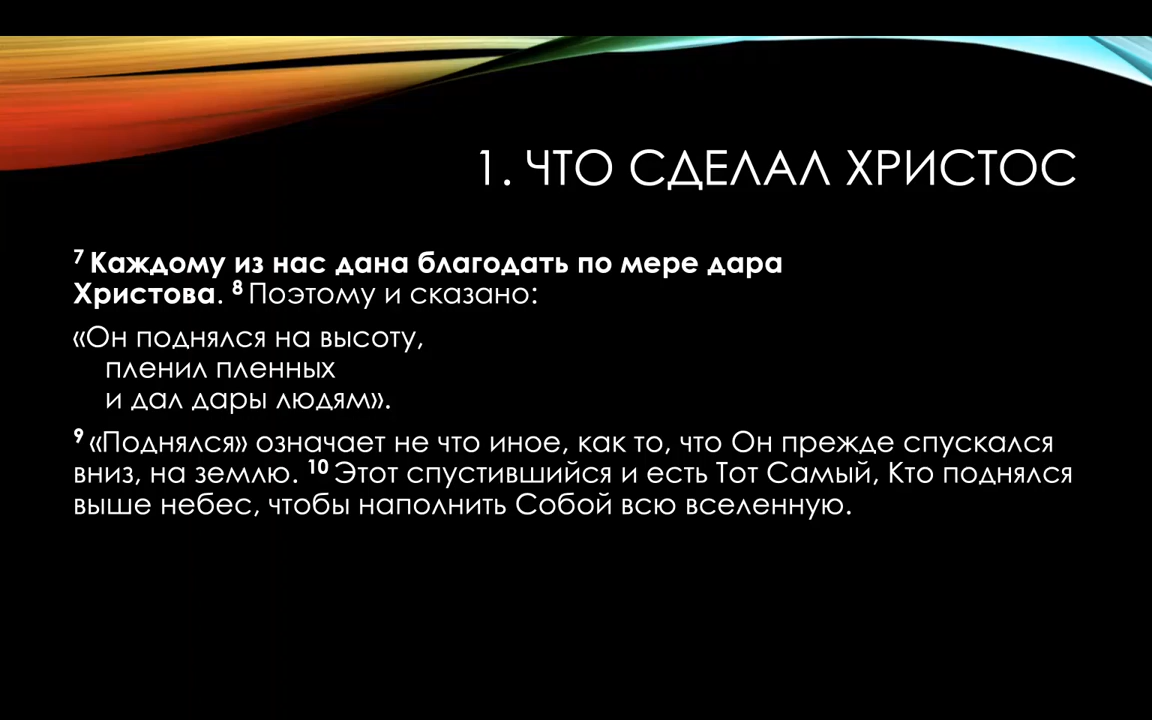 1. ЧТО СДЕЛАЛ ХРИСТОС
7 Каждому из нас дана благодать по мере дара
Христова. 8 Поэтому и сказано:
«Он поднялся на высоту,
пленил пленных
и дал дары людям».
9 «Поднялся» означает не что иное, как то, что Он прежде спускался
вниз, на землю. 10 Этот спустившийся и есть Тот Самый, Кто поднялся
выше небес, чтобы наполнить Собой всю вселенную.